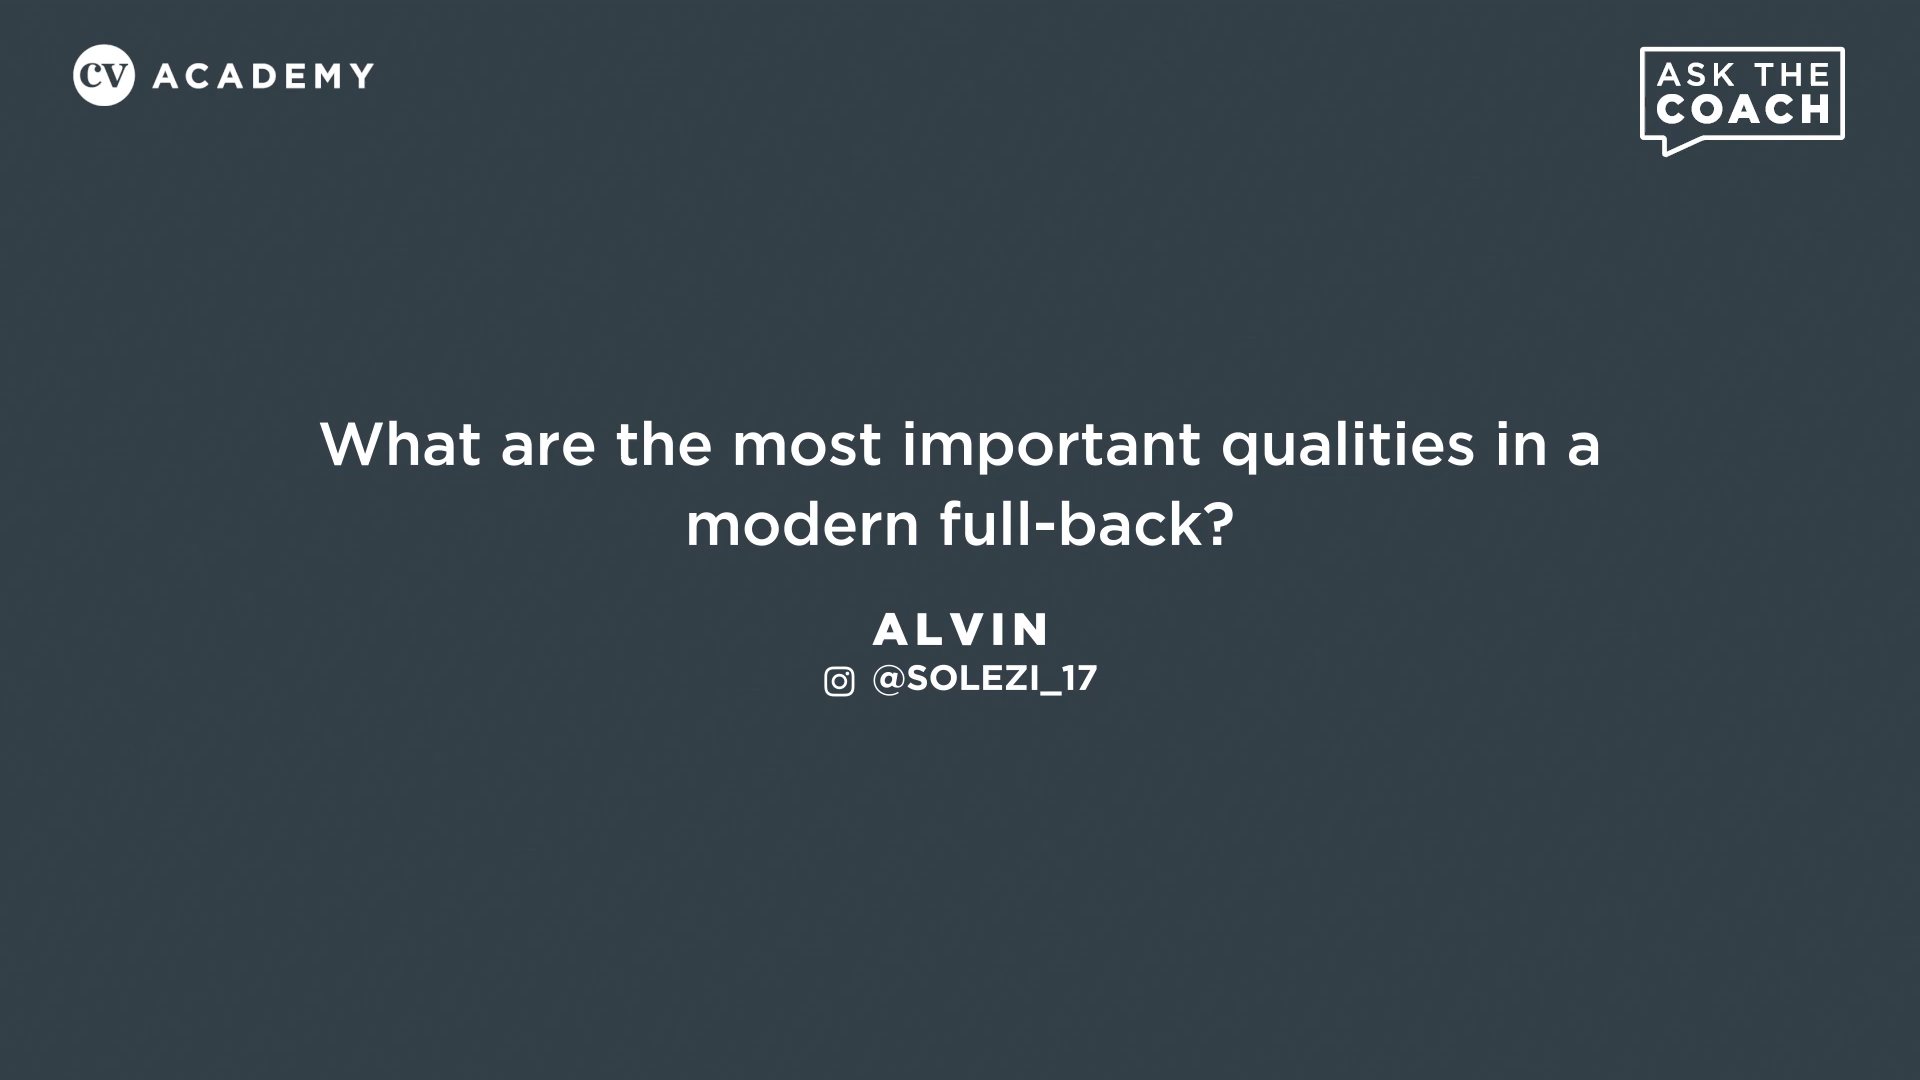 CV ACADEMY
ASK THE
COACH
What are the most important qualities in a
modern full-back?
ALVIN
@SOLEZI_17